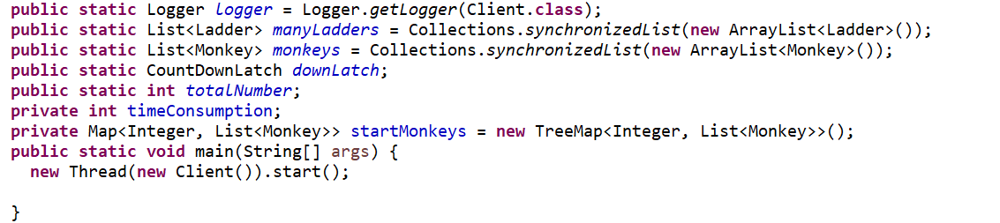 public static Logger logger = Logger.getLogger(Client.class);
public static List<Ladder> manyLadders = Collections.synchronizedList(new ArrayList<Ladder>());
public static List<Monkey> monkeys = Collections.synchronizedList(new ArrayList<Monkey>());
public static CountDownLatch downLatch;
public static int totalNumber;
private int timeConsumption;
private Map<Integer, List<Monkey>> startMonkeys = new TreeMap<Integer, List<Monkey>>();
public static void main(String[] args) {
  new Thread(new Client()).start();
}